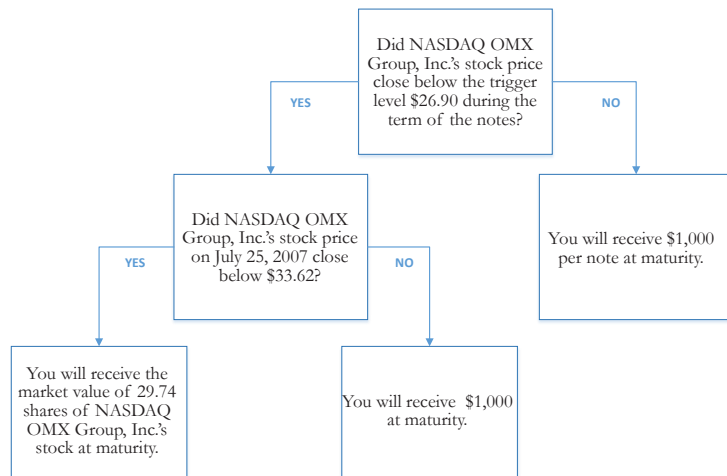 Did NASDAQ OMX
Group, Inc.'s stock price
close below the trigger
level $26.90 during the
term of the notes?
YES
NO
Did NASDAQ OMX
Group, Inc.'s stock price
on July 25, 2007 close
below $33.62?
You will receive $1,000
per note at maturity.
YES
NO
You will receive the
market value of 29.74
shares of NASDAQ
OMX Group, Inc.'s
stock at maturity.
You will receive $1,000
at maturity.